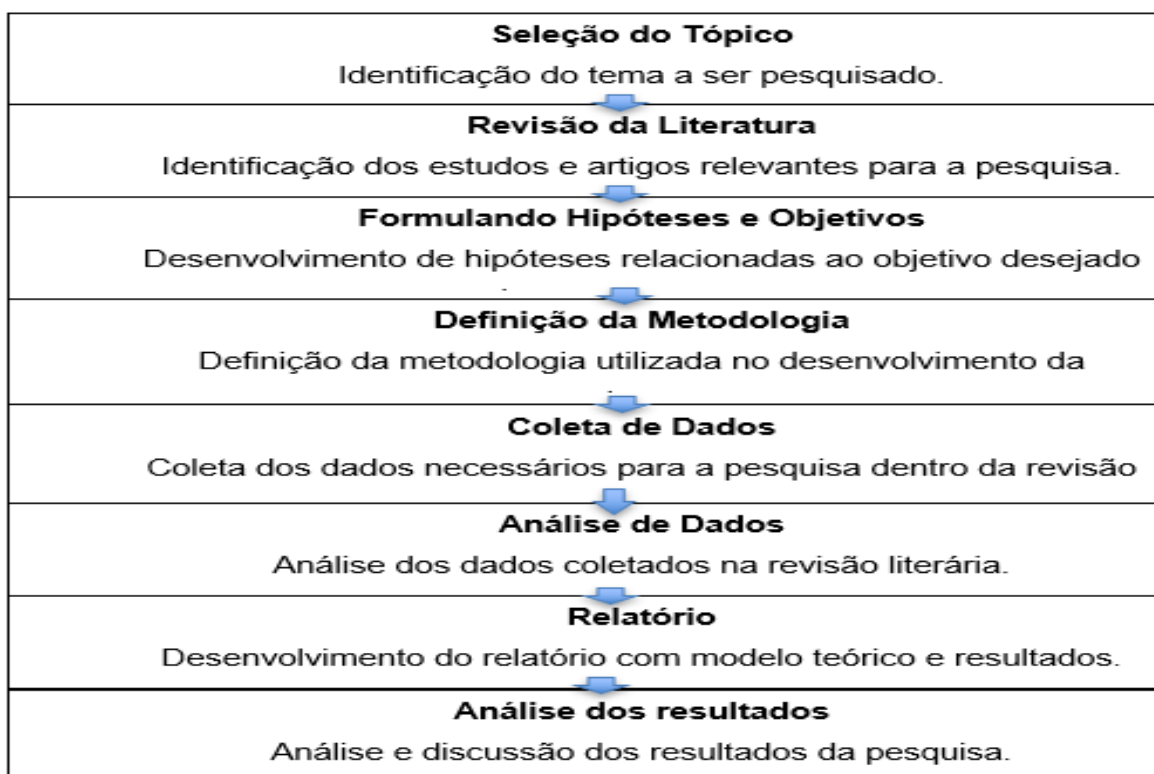 Seleção do Tópico
Identificação do tema a ser pesquisado.
Revisão da Literatura
Identificação dos estudos e artigos relevantes para a pesquisa.
Formulando Hipóteses e Objetivos
Desenvolvimento de hipóteses relacionadas ao objetivo desejado
Definição da Metodologia
Definição da metodologia utilizada no desenvolvimento da
Coleta de Dados
Coleta dos dados necessários para a pesquisa dentro da revisão
Análise de Dados
Análise dos dados coletados na revisão literária.
Relatório
Desenvolvimento do relatório com modelo teórico e resultados.
Análise dos resultados
Análise e discussão dos resultados da pesquisa.